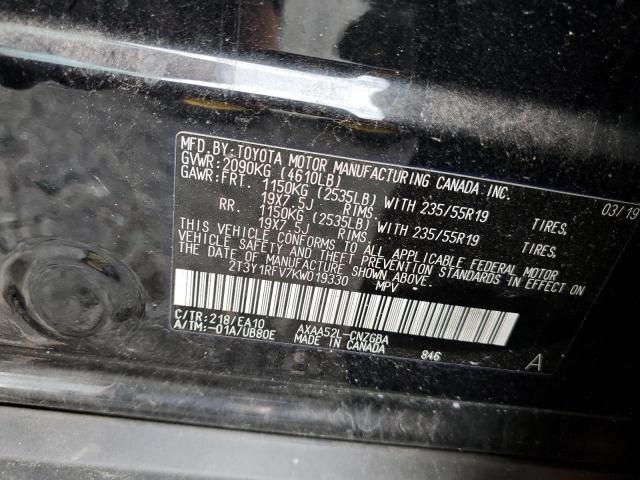 MFD. BY: TOYOTA MOTOR MANUFACTURING CANADA INC. 03/19
GVWR: 2090KG (4610LB)
GAWR: FRT. 1150KG (2535LB) WITH 235/55R19 TIRES,
19X7.5J RIMS.
RR. 1150KG (2535LB) WITH 235/55R19 TIRES,
19X7.5J RIMS
THIS VEHICLE CONFORMS TO ALL APPLICABLE FEDERAL MOTOR
VEHICLE SAFETY AND THEFT PREVENTION STANDARDS IN EFFECT ON
THE DATE OF MANUFACTURE SHOWN ABOVE.
2T3Y1RFV7KW019330 MPV
C/TR: 218/EA10 AXAA52L-CNZGBA
A/TM: -01A/UB80E MADE IN CANADA 846 A